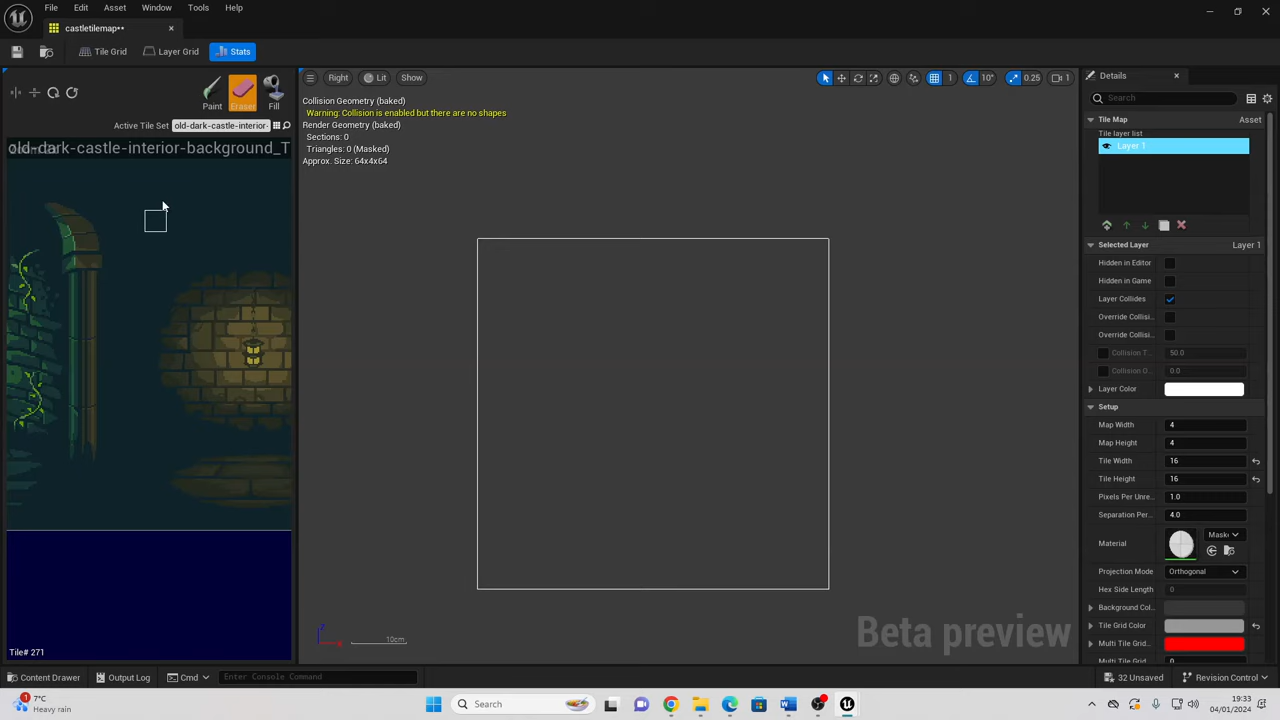 File Edit Asset Window Tools Help
castletilemap**
Tile Grid Layer Grid Stats
Paint Eraser Fill
Active Tile Set old-dark-castle-interior-
old-dark-castle-interior-background_T
Tile# 271
Right Lit Show
1 10° 0.25 1
Collision Geometry (baked)
Warning: Collision is enabled but there are no shapes
Render Geometry (baked)
Sections: 0
Triangles: 0 (Masked)
Approx. Size: 64x4x64
Z
X
10cm
Beta preview
Details
Search
Tile Map Asset
Tile layer list
Layer 1
Selected Layer Layer 1
Hidden in Editor
Hidden in Game
Layer Collides
Override Collisi...
Override Collisi...
Collision T... 50.0
Collision O... 0.0
Layer Color
Setup
Map Width 4
Map Height 4
Tile Width 16
Tile Height 16
Pixels Per Unre... 1.0
Separation Per... 4.0
Material Mask
Projection Mode Orthogonal
Hex Side Length 0
Background Col...
Tile Grid Color
Multi Tile Grid
Multi Tile Grid 0
Content Drawer Output Log Cmd Enter Console Command 32 Unsaved Revision Control
1 7°C
Heavy rain
Search
19:33
04/01/2024